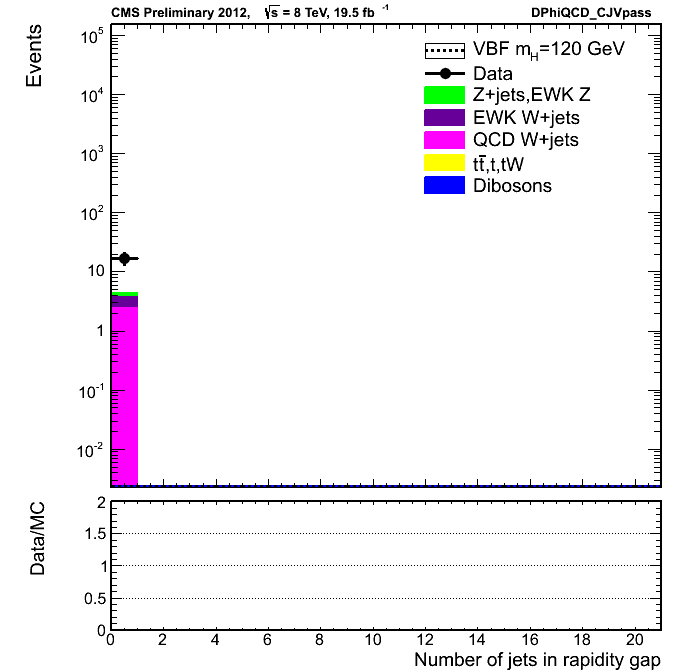 CMS Preliminary 2012, √s = 8 TeV, 19.5 fb⁻¹ DPhiQCD_CJVpass
Events
10⁵
10⁴
10³
10²
10
1
10⁻¹
10⁻²
VBF m_H=120 GeV
Data
Z+jets,EWK Z
EWK W+jets
QCD W+jets
tt̅,t,tW
Dibosons
Data/MC
2
1.5
1
0.5
0
0 2 4 6 8 10 12 14 16 18 20
Number of jets in rapidity gap